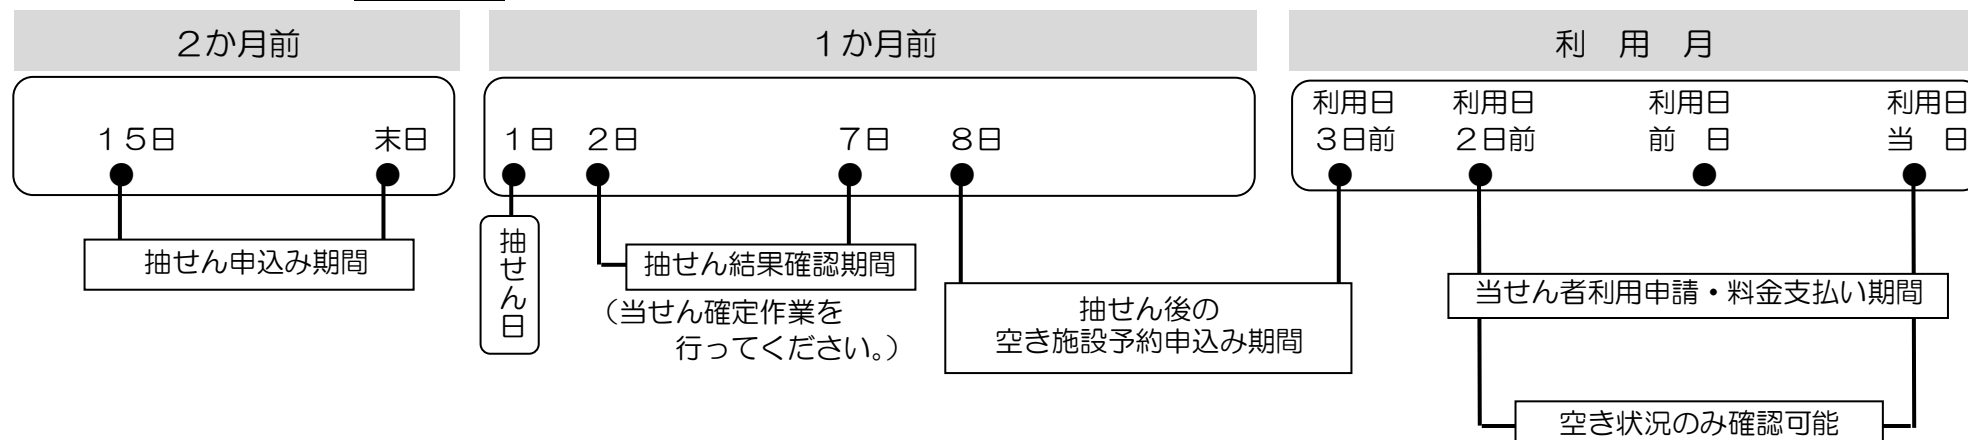 ２か月前
１か月前
利　用　月
１５日
末日
１日
２日
７日
８日
利用日
３日前
利用日
２日前
利用日
前　日
利用日
当　日
抽せん申込み期間
抽せん日
抽せん結果確認期間
（当せん確定作業を
行ってください。）
抽せん後の
空き施設予約申込み期間
当せん者利用申請・料金支払い期間
空き状況のみ確認可能